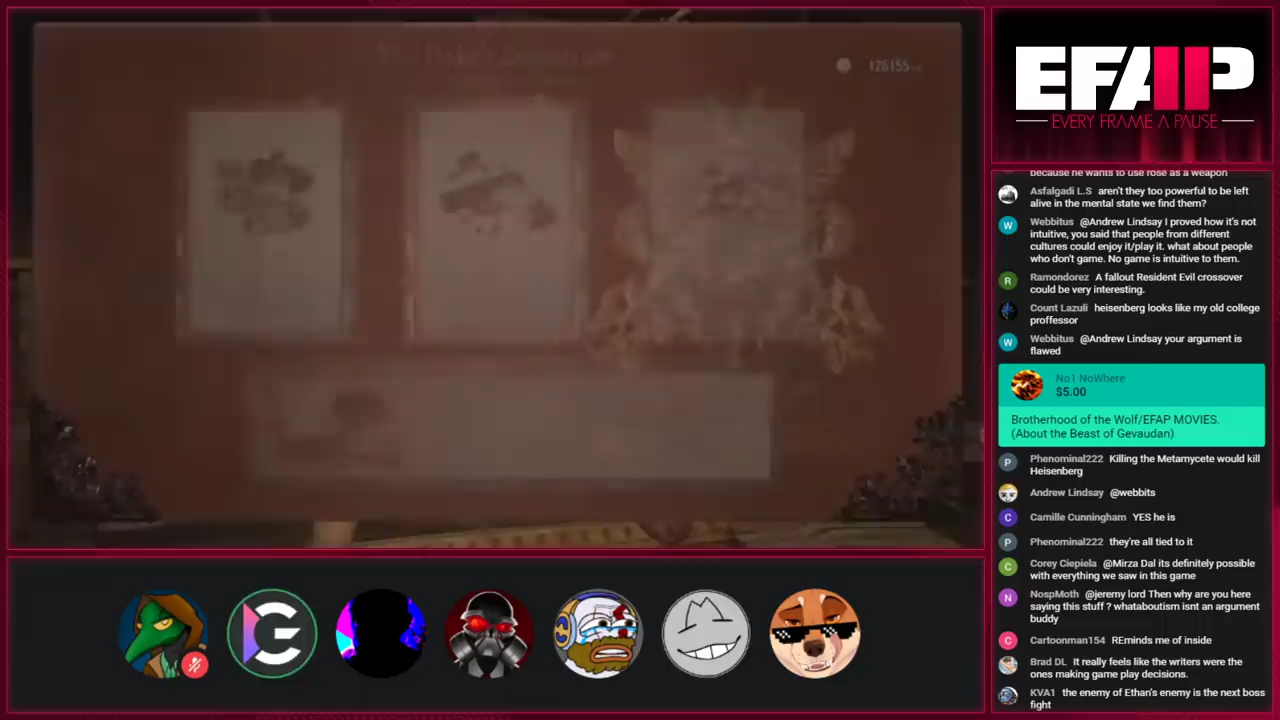 The Duke's Emporium
EFAP
EVERY FRAME A PAUSE
because he wants to use rose as a weapon
Asfalgadi L.S aren't they too powerful to be left
alive in the mental state we find them?
W
Webbitus @Andrew Lindsay I proved how it's not
intuitive, you said that people from different
cultures could enjoy it/play it. what about people
who don't game. No game is intuitive to them.
R
Ramondorez A fallout Resident Evil crossover
could be very interesting.
Count Lazuli heisenberg looks like my old college
proffessor
W
Webbitus @Andrew Lindsay your argument is
flawed
No1 NoWhere
$5.00
Brotherhood of the Wolf/EFAP MOVIES.
(About the Beast of Gevaudan)
P
Phenominal222 Killing the Metamycete would kill
Heisenberg
Andrew Lindsay @webbits
C
Camille Cunningham YES he is
P
Phenominal222 they're all tied to it
C
Corey Ciepiela @Mirza Dal its definitely possible
with everything we saw in this game
N
NospMoth @jeremy lord Then why are you here
saying this stuff ? whataboutism isnt an argument
buddy
C
Cartoonman154 REminds me of inside
Brad DL It really feels like the writers were the
ones making game play decisions.
KVA1 the enemy of Ethan's enemy is the next boss
fight